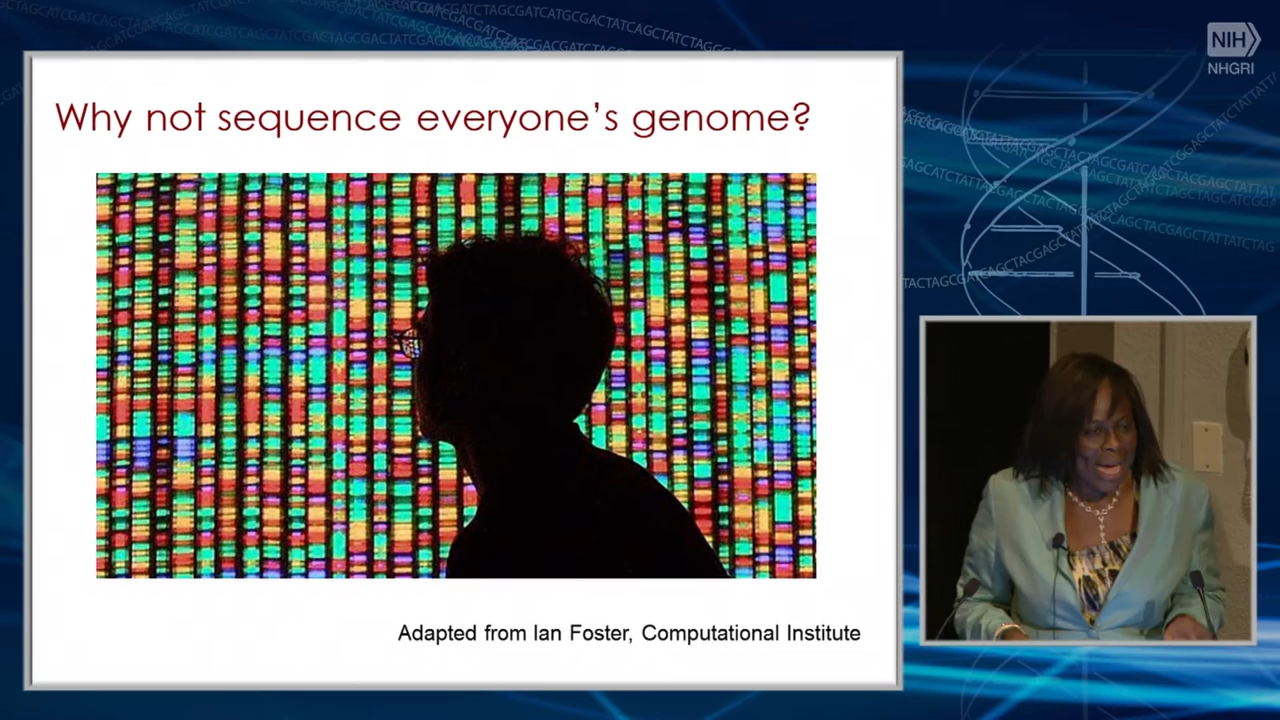 NIH
NHGRI
Why not sequence everyone's genome?
Adapted from Ian Foster, Computational Institute